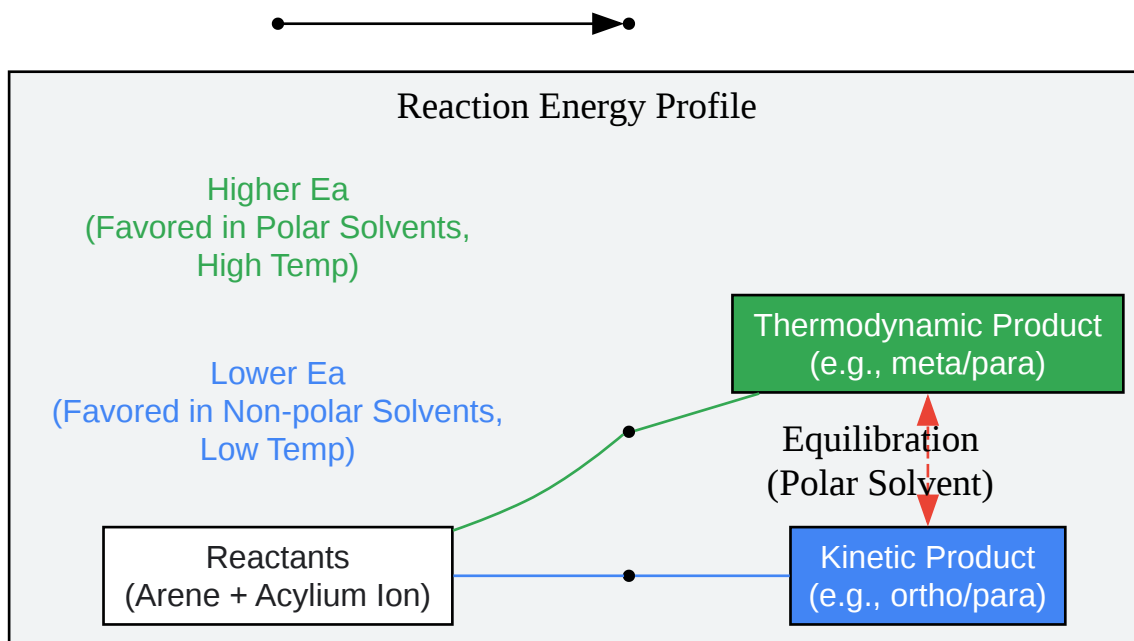 Reaction Energy Profile
Higher Ea
(Favored in Polar Solvents,
High Temp)
Thermodynamic Product
(e.g., meta/para)
Lower Ea
(Favored in Non-polar Solvents,
Low Temp)
Equilibration
(Polar Solvent)
Reactants
(Arene + Acylium Ion)
Kinetic Product
(e.g., ortho/para)